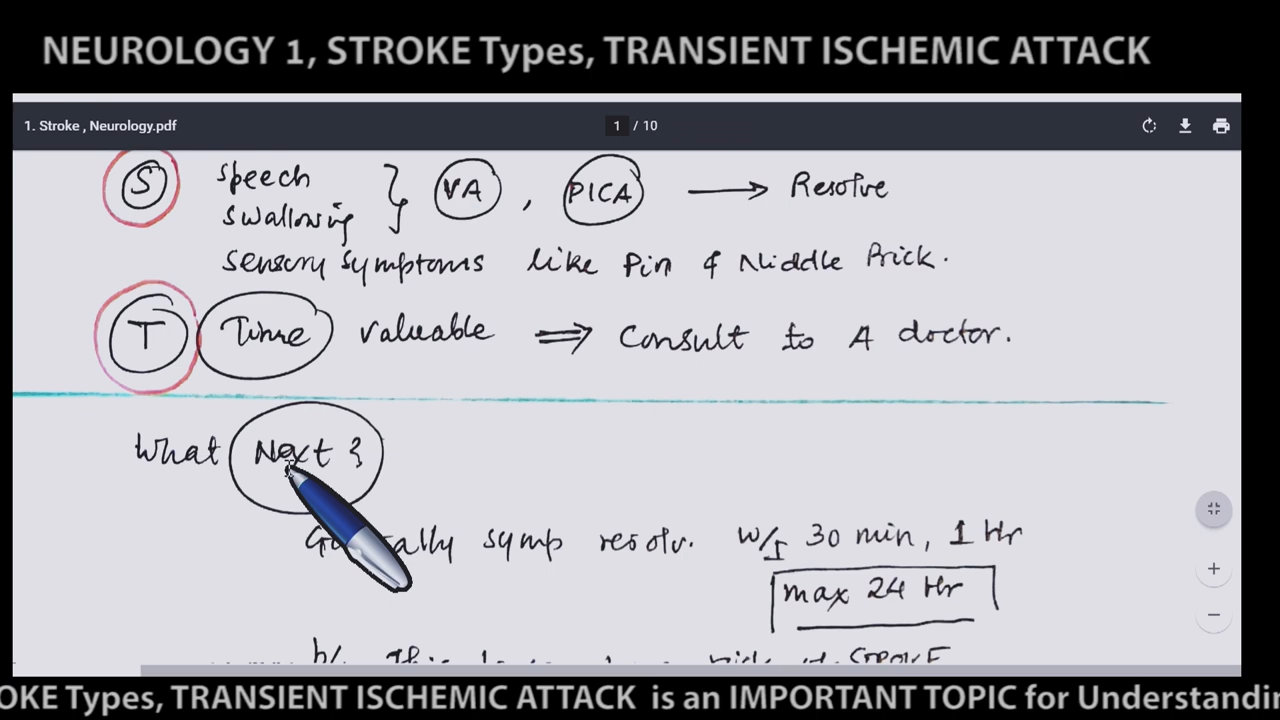 NEUROLOGY 1, STROKE Types, TRANSIENT ISCHEMIC ATTACK
1. Stroke , Neurology.pdf 1 / 10
S speech
swallowing } VA , PICA → Resolve
sensory symptoms like Pin & Niddle Prick.
T Time valuable ⇒ Consult to A doctor.
What Next }
symp resolv. w/I 30 min, 1 Hr
max 24 Hr
OKE Types, TRANSIENT ISCHEMIC ATTACK is an IMPORTANT TOPIC for Understandin